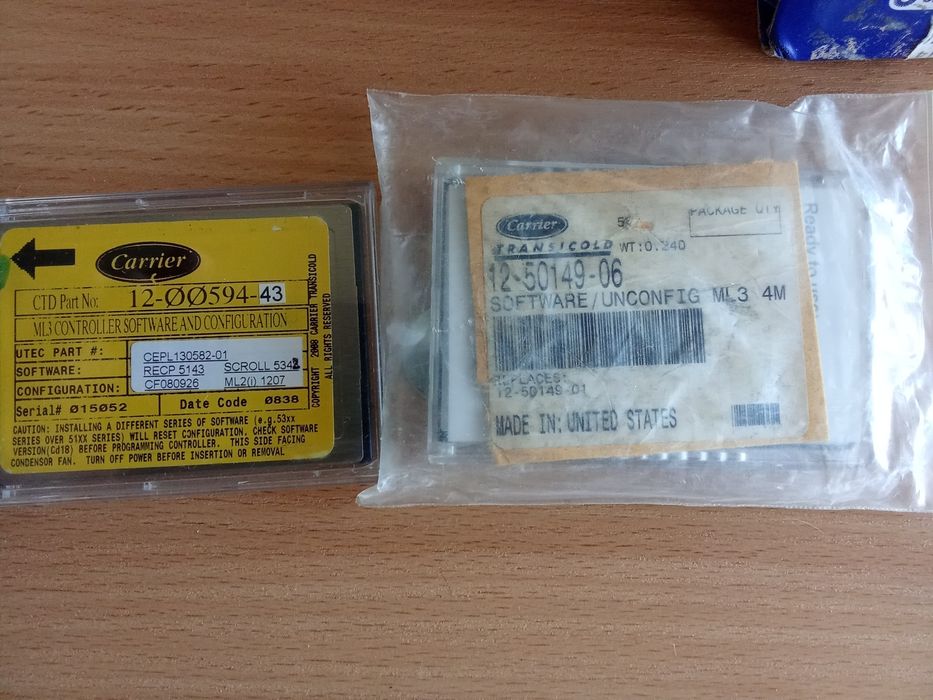 Carrier
CTD Part No: 12-ØØ594-43
ML3 CONTROLLER SOFTWARE AND CONFIGURATION
UTEC PART #: CEPL130582-01
SOFTWARE: RECP 5143 SCROLL 5342
CONFIGURATION: CF080926 ML2(i) 1207
Serial# Ø15Ø52 Date Code Ø838
CAUTION: INSTALLING A DIFFERENT SERIES OF SOFTWARE (e.g.53xx
SERIES OVER 51XX SERIES) WILL RESET CONFIGURATION. CHECK SOFTWARE
VERSION(Cd18) BEFORE PROGRAMMING CONTROLLER. THIS SIDE FACING
CONDENSOR FAN. TURN OFF POWER BEFORE INSERTION OR REMOVAL
COPYRIGHT 2008 CARRIER TRANSICOLD
ALL RIGHTS RESERVED
Carrier
TRANSICOLD WT:0.240
PACKAGE QTY
12-50149-06
SOFTWARE/UNCONFIG ML3 4M
REPLACES:
12-50149-01
MADE IN: UNITED STATES